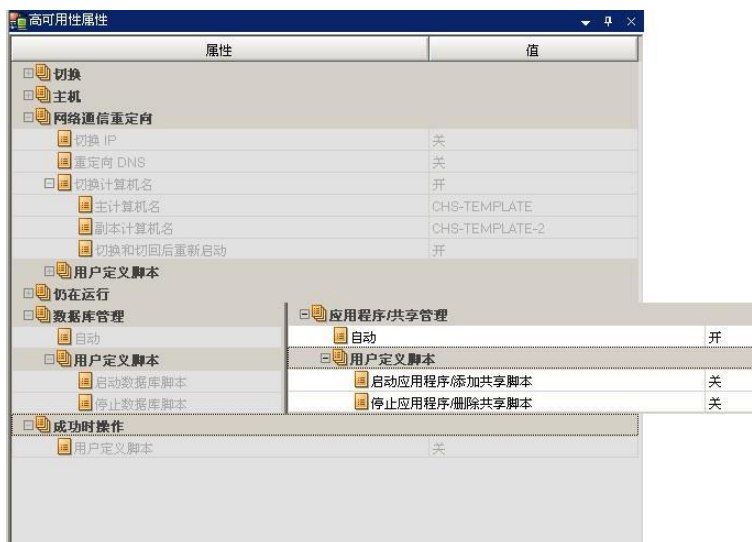 高可用性属性
属性 值
切换
主机
网络通信重定向
切换 IP 关
重定向 DNS 关
切换计算机名 开
主计算机名 CHS-TEMPLATE
副本计算机名 CHS-TEMPLATE-2
切换和切回后重新启动 开
用户定义脚本
仍在运行
数据库管理
自动
用户定义脚本
启动数据库脚本
停止数据库脚本
应用程序/共享管理
自动 开
用户定义脚本
启动应用程序/添加共享脚本 关
停止应用程序/删除共享脚本 关
成功时操作
用户定义脚本 关